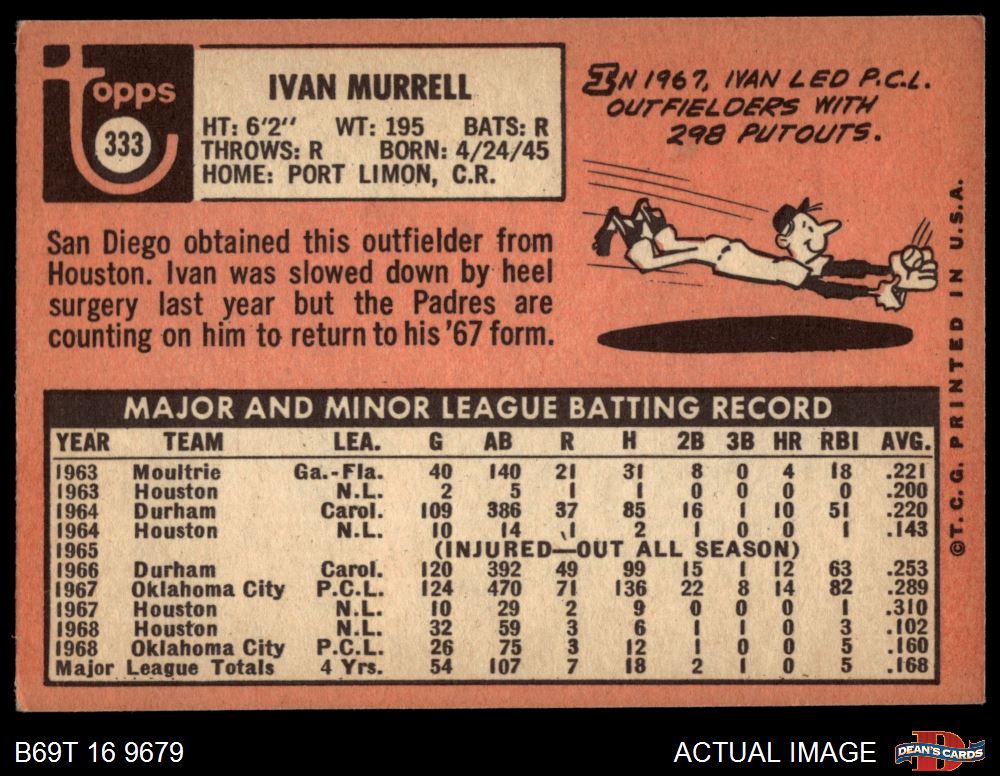 Topps
333
IVAN MURRELL
HT: 6'2" WT: 195 BATS: R
THROWS: R BORN: 4/24/45
HOME: PORT LIMON, C.R.
IN 1967, IVAN LED P.C.L.
OUTFIELDERS WITH
298 PUTOUTS.
San Diego obtained this outfielder from
Houston. Ivan was slowed down by heel
surgery last year but the Padres are
counting on him to return to his '67 form.
MAJOR AND MINOR LEAGUE BATTING RECORD
YEAR TEAM LEA. G AB R H 2B 3B HR RBI AVG.
1963 Moultrie Ga.-Fla. 40 140 21 31 8 0 4 18 .221
1963 Houston N.L. 2 5 1 1 0 0 0 0 .200
1964 Durham Carol. 109 386 37 85 16 1 10 51 .220
1964 Houston N.L. 10 14 1 2 1 0 0 1 .143
1965 (INJURED—OUT ALL SEASON)
1966 Durham Carol. 120 392 49 99 15 1 12 63 .253
1967 Oklahoma City P.C.L. 124 470 71 136 22 8 14 82 .289
1967 Houston N.L. 10 29 2 9 0 0 0 1 .310
1968 Houston N.L. 32 59 3 6 1 1 0 3 .102
1968 Oklahoma City P.C.L. 26 75 3 12 1 0 0 5 .160
Major League Totals 4 Yrs. 54 107 7 18 2 1 0 5 .168
©T.C.G. PRINTED IN U.S.A.
B69T 16 9679
ACTUAL IMAGE
D
DEAN'S CARDS